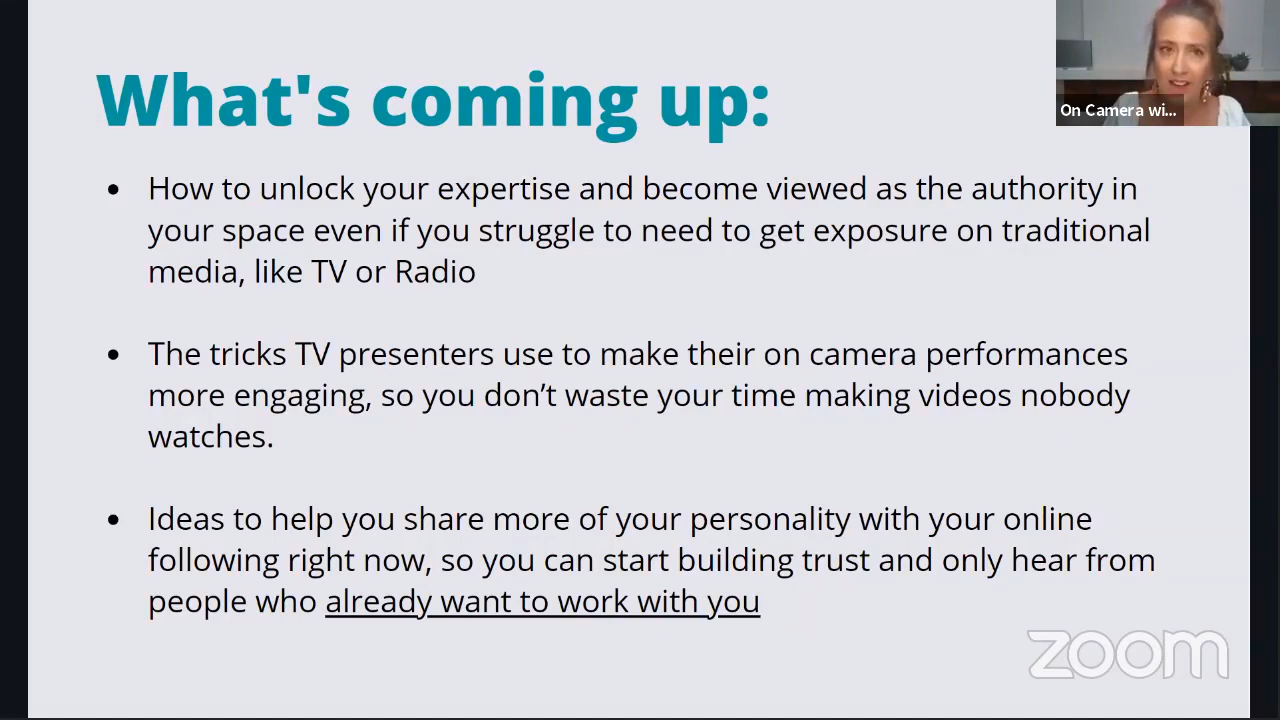 What's coming up:
On Camera wi...
• How to unlock your expertise and become viewed as the authority in
your space even if you struggle to need to get exposure on traditional
media, like TV or Radio
• The tricks TV presenters use to make their on camera performances
more engaging, so you don’t waste your time making videos nobody
watches.
• Ideas to help you share more of your personality with your online
following right now, so you can start building trust and only hear from
people who already want to work with you
zoom